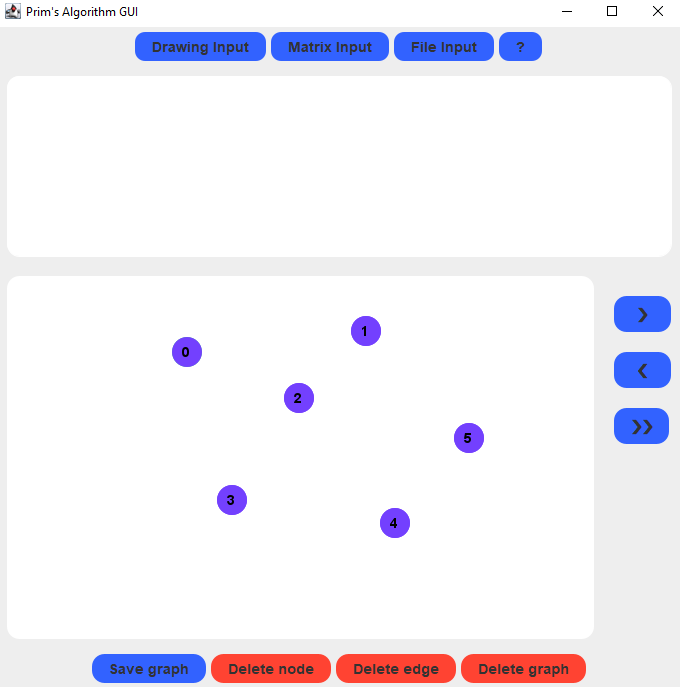 Prim's Algorithm GUI
Drawing Input Matrix Input File Input ?
1
0
2
5
3
4
Save graph Delete node Delete edge Delete graph